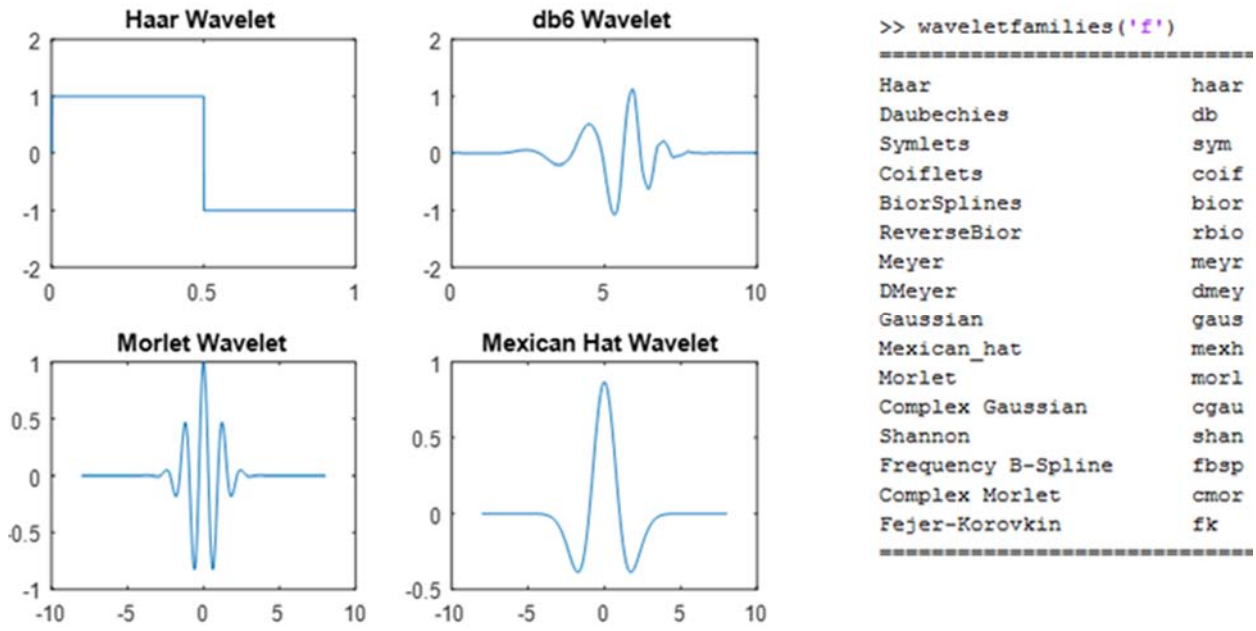 Haar Wavelet
2
1
0
-1
-2
0 0.5 1
db6 Wavelet
2
1
0
-1
-2
0 5 10
Morlet Wavelet
1
0.5
0
-0.5
-1
-10 -5 0 5 10
Mexican Hat Wavelet
1
0.5
0
-0.5
-10 -5 0 5 10
>> waveletfamilies('f')
==============================
Haar haar
Daubechies db
Symlets sym
Coiflets coif
BiorSplines bior
ReverseBior rbio
Meyer meyr
DMeyer dmey
Gaussian gaus
Mexican_hat mexh
Morlet morl
Complex Gaussian cgau
Shannon shan
Frequency B-Spline fbsp
Complex Morlet cmor
Fejer-Korovkin fk
==============================